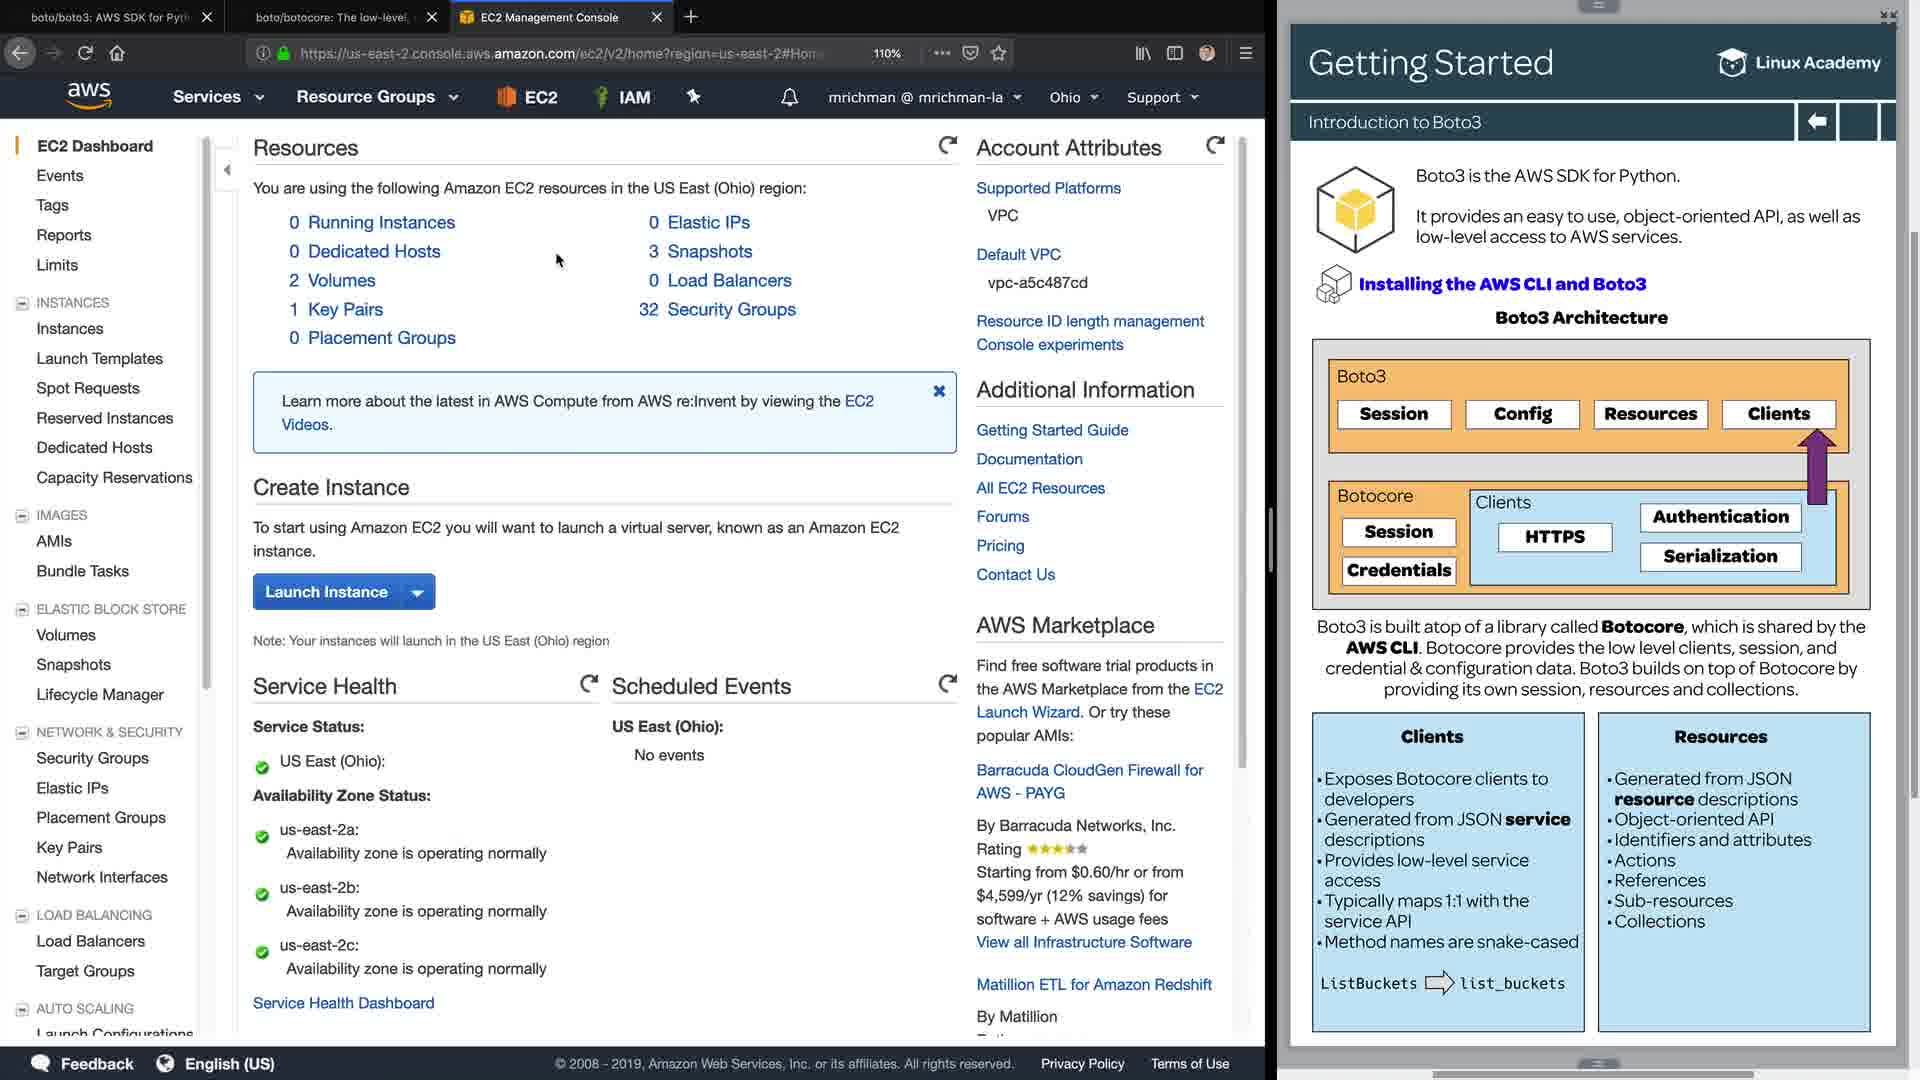 boto/boto3: AWS SDK for Pyth
boto/botocore: The low-level,
EC2 Management Console
https://us-east-2.console.aws.amazon.com/ec2/v2/home?region=us-east-2#Hom
110%
aws
Services
Resource Groups
EC2
IAM
mrichman @ mrichman-la
Ohio
Support
EC2 Dashboard
Events
Tags
Reports
Limits
INSTANCES
Instances
Launch Templates
Spot Requests
Reserved Instances
Dedicated Hosts
Capacity Reservations
IMAGES
AMIs
Bundle Tasks
ELASTIC BLOCK STORE
Volumes
Snapshots
Lifecycle Manager
NETWORK & SECURITY
Security Groups
Elastic IPs
Placement Groups
Key Pairs
Network Interfaces
LOAD BALANCING
Load Balancers
Target Groups
AUTO SCALING
Launch Configurations
Resources
You are using the following Amazon EC2 resources in the US East (Ohio) region:
0 Running Instances
0 Elastic IPs
0 Dedicated Hosts
3 Snapshots
2 Volumes
0 Load Balancers
1 Key Pairs
32 Security Groups
0 Placement Groups
Learn more about the latest in AWS Compute from AWS re:Invent by viewing the EC2
Videos.
Create Instance
To start using Amazon EC2 you will want to launch a virtual server, known as an Amazon EC2
instance.
Launch Instance
Note: Your instances will launch in the US East (Ohio) region
Service Health
Service Status:
US East (Ohio):
Availability Zone Status:
us-east-2a:
Availability zone is operating normally
us-east-2b:
Availability zone is operating normally
us-east-2c:
Availability zone is operating normally
Service Health Dashboard
Scheduled Events
US East (Ohio):
No events
Account Attributes
Supported Platforms
VPC
Default VPC
vpc-a5c487cd
Resource ID length management
Console experiments
Additional Information
Getting Started Guide
Documentation
All EC2 Resources
Forums
Pricing
Contact Us
AWS Marketplace
Find free software trial products in
the AWS Marketplace from the EC2
Launch Wizard. Or try these
popular AMIs:
Barracuda CloudGen Firewall for
AWS - PAYG
By Barracuda Networks, Inc.
Rating
Starting from $0.60/hr or from
$4,599/yr (12% savings) for
software + AWS usage fees
View all Infrastructure Software
Matillion ETL for Amazon Redshift
By Matillion
Feedback
English (US)
© 2008 - 2019, Amazon Web Services, Inc. or its affiliates. All rights reserved.
Privacy Policy
Terms of Use
Getting Started
Linux Academy
Introduction to Boto3
Boto3 is the AWS SDK for Python.
It provides an easy to use, object-oriented API, as well as
low-level access to AWS services.
Installing the AWS CLI and Boto3
Boto3 Architecture
Boto3
Session
Config
Resources
Clients
Botocore
Session
Credentials
Clients
HTTPS
Authentication
Serialization
Boto3 is built atop of a library called Botocore, which is shared by the
AWS CLI. Botocore provides the low level clients, session, and
credential & configuration data. Boto3 builds on top of Botocore by
providing its own session, resources and collections.
Clients
•Exposes Botocore clients to
developers
•Generated from JSON service
descriptions
•Provides low-level service
access
•Typically maps 1:1 with the
service API
•Method names are snake-cased
ListBuckets
list_buckets
Resources
•Generated from JSON
resource descriptions
•Object-oriented API
•Identifiers and attributes
•Actions
•References
•Sub-resources
•Collections